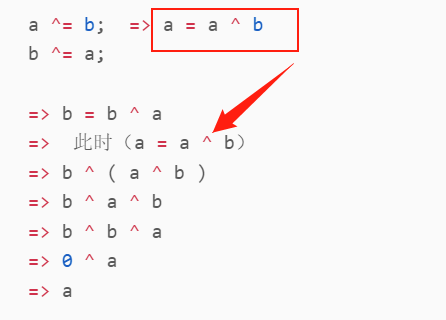 a ^= b;  => a = a ^ b
b ^= a;
=> b = b ^ a
=>  此时（a = a ^ b）
=> b ^ ( a ^ b )
=> b ^ a ^ b
=> b ^ b ^ a
=> 0 ^ a
=> a